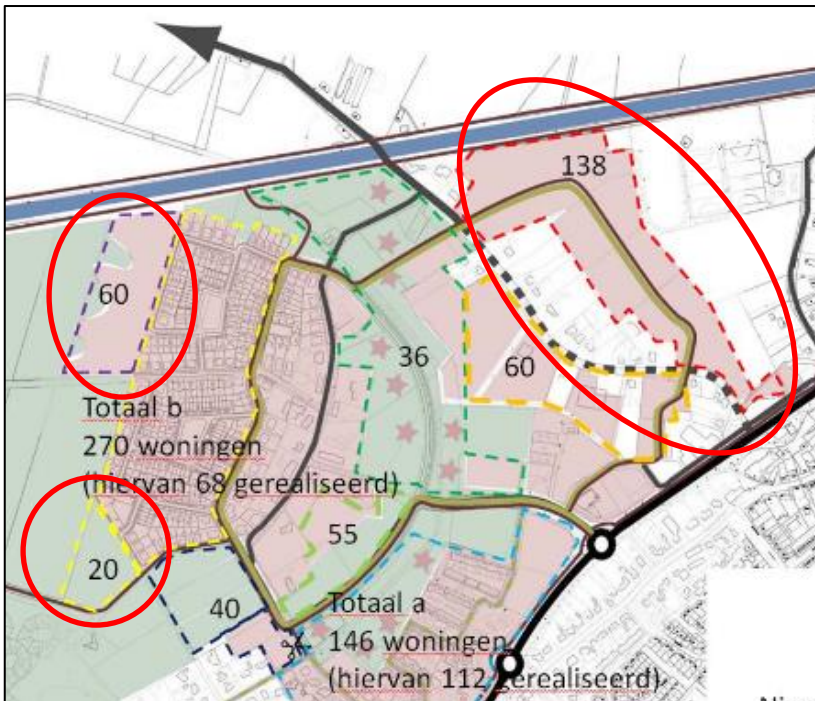 138
60
36
60
Totaal b
270 woningen
(hiervan 68 gerealiseerd)
55
20
40
Totaal a
146 woningen
(hiervan 112 gerealiseerd)